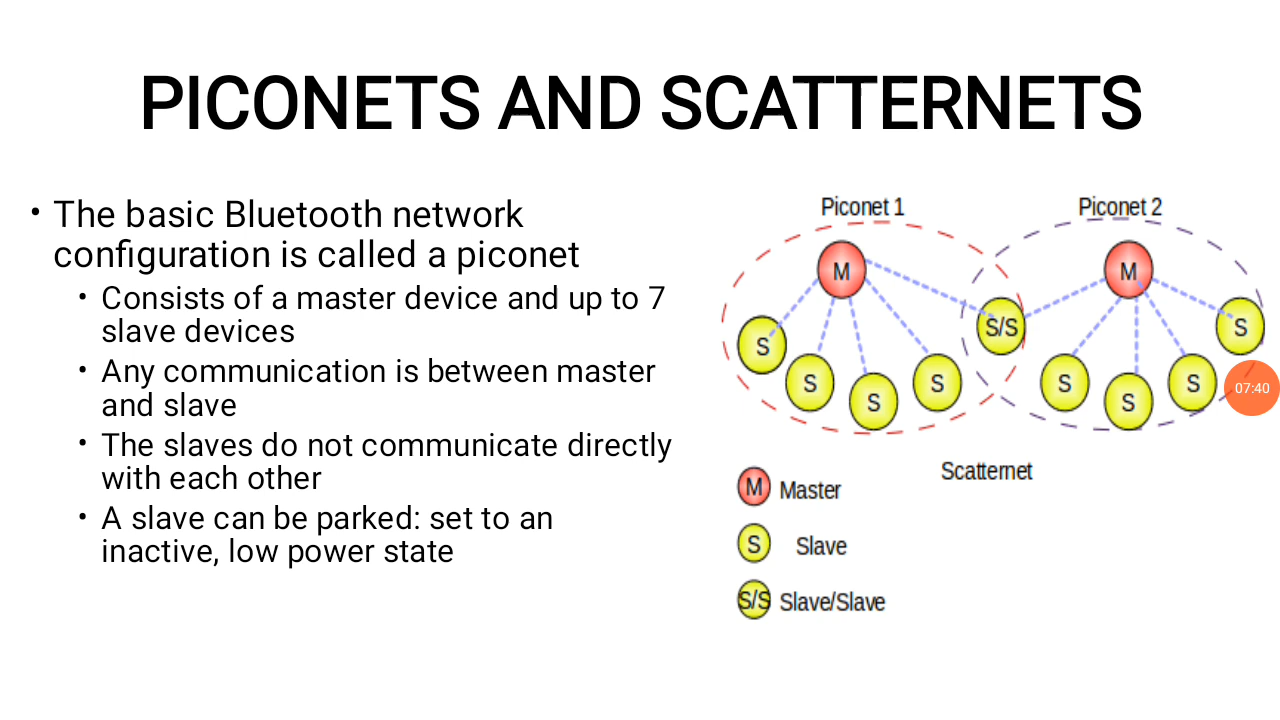 PICONETS AND SCATTERNETS
• The basic Bluetooth network
configuration is called a piconet
• Consists of a master device and up to 7
slave devices
• Any communication is between master
and slave
• The slaves do not communicate directly
with each other
• A slave can be parked: set to an
inactive, low power state
Piconet 1
Piconet 2
M
M
S
S
S
S
S/S
S
S
S
S
07:40
Scatternet
M Master
S Slave
S/S Slave/Slave